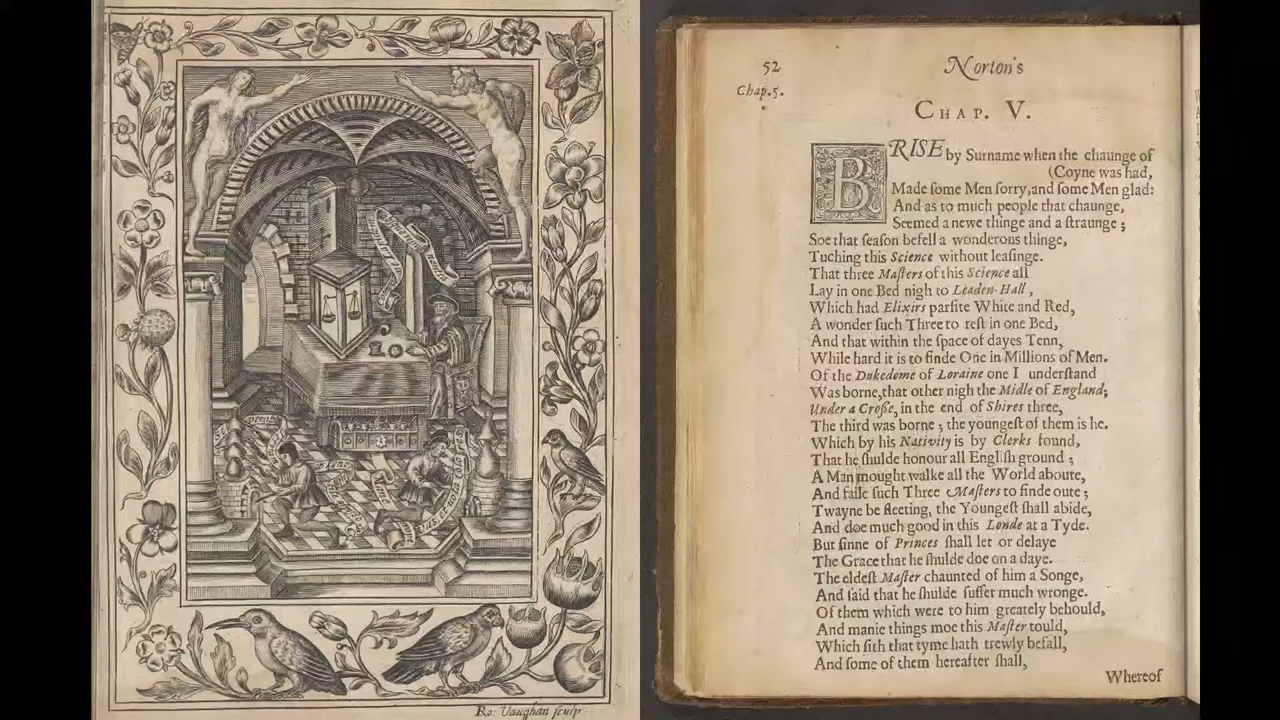 Ro: Vaughan sculp
52
Norton's
Chap.5.
CHAP. V.
BRISE by Surname when the chaunge of
(Coyne was had,
Made ſome Men ſorry,and ſome Men glad:
And as to much people that chaunge,
Seemed a newe thinge and a ſtraunge ;
Soe that ſeaſon befell a wonderous thinge,
Tuching this Science without leaſinge.
That three Maſters of this Science all
Lay in one Bed nigh to Leaden-Hall ,
Which had Elixirs parfite White and Red,
A wonder ſuch Three to reſt in one Bed,
And that within the ſpace of dayes Tenn,
While hard it is to finde One in Millions of Men.
Of the Dukedome of Loraine one I underſtand
Was borne,that other nigh the Midle of England;
Under a Croſſe, in the end of Shires three,
The third was borne ; the youngeſt of them is he.
Which by his Nativity is by Clerks found,
That he ſhulde honour all Engliſh ground ;
A Man mought walke all the World aboute,
And faile ſuch Three Maſters to finde oute ;
Twayne be fleeting, the Youngeſt ſhall abide,
And doe much good in this Londe at a Tyde.
But ſinne of Princes ſhall let or delaye
The Grace that he ſhulde doe on a daye.
The eldeſt Maſter chaunted of him a Songe,
And ſaid that he ſhulde ſuffer much wronge.
Of them which were to him greately behould,
And manie things moe this Maſter tould,
Which ſith that tyme hath trewly befall,
And ſome of them hereafter ſhall,
Whereof